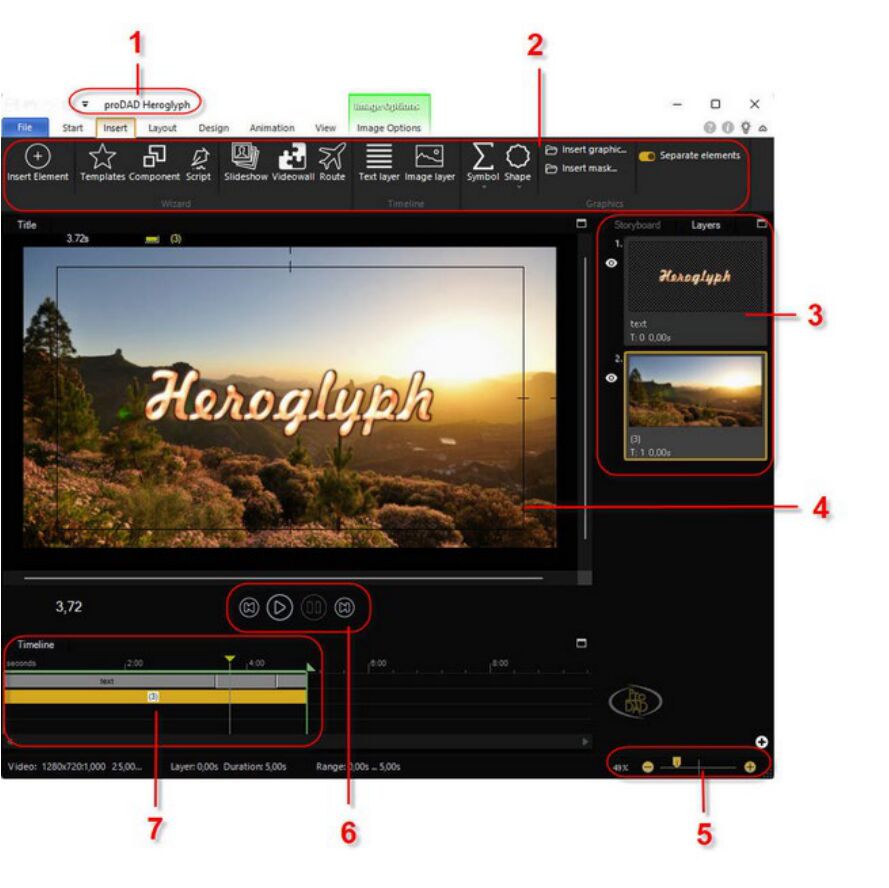 1
2
proDAD Heroglyph
Image Options
File Start Insert Layout Design Animation View Image Options
Insert Element Templates Component Script Slideshow Videowall Route Text layer Image layer Symbol Shape
Insert graphic...
Insert mask...
Separate elements
Wizard Timeline Graphics
Title
Storyboard Layers
3.72s (3)
1.
Heroglyph
text
T: 0 0,00s
3
2.
Heroglyph
(3)
T: 1 0,00s
4
3,72
Timeline
seconds 2:00 4:00 6:00 8:00
text
(3)
Pro
DAD
Video: 1280x720:1,000 25,00... Layer: 0,00s Duration: 5,00s Range: 0,00s ... 5,00s
49%
7
6
5